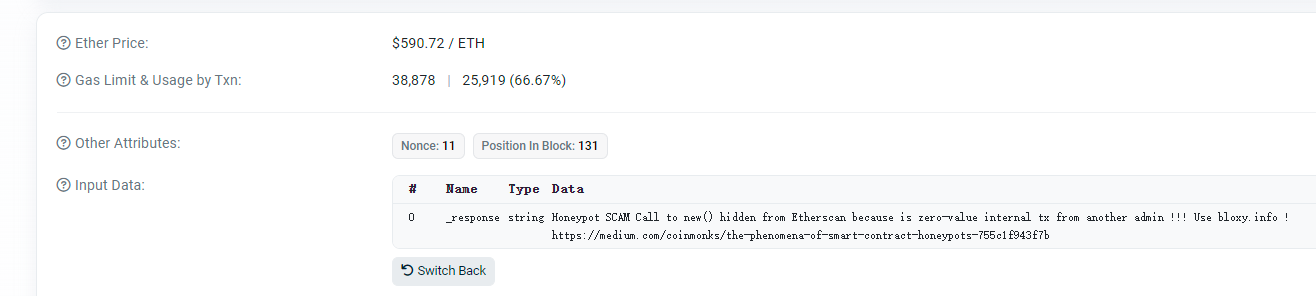 Ether Price: $590.72 / ETH
Gas Limit & Usage by Txn: 38,878 | 25,919 (66.67%)
Other Attributes: Nonce: 11 Position In Block: 131
Input Data:
# Name Type Data
0 _response string Honeypot SCAM Call to new() hidden from Etherscan because is zero-value internal tx from another admin !!! Use bloxy.info !
https://medium.com/coinmonks/the-phenomena-of-smart-contract-honeypots-755c1f943f7b
Switch Back